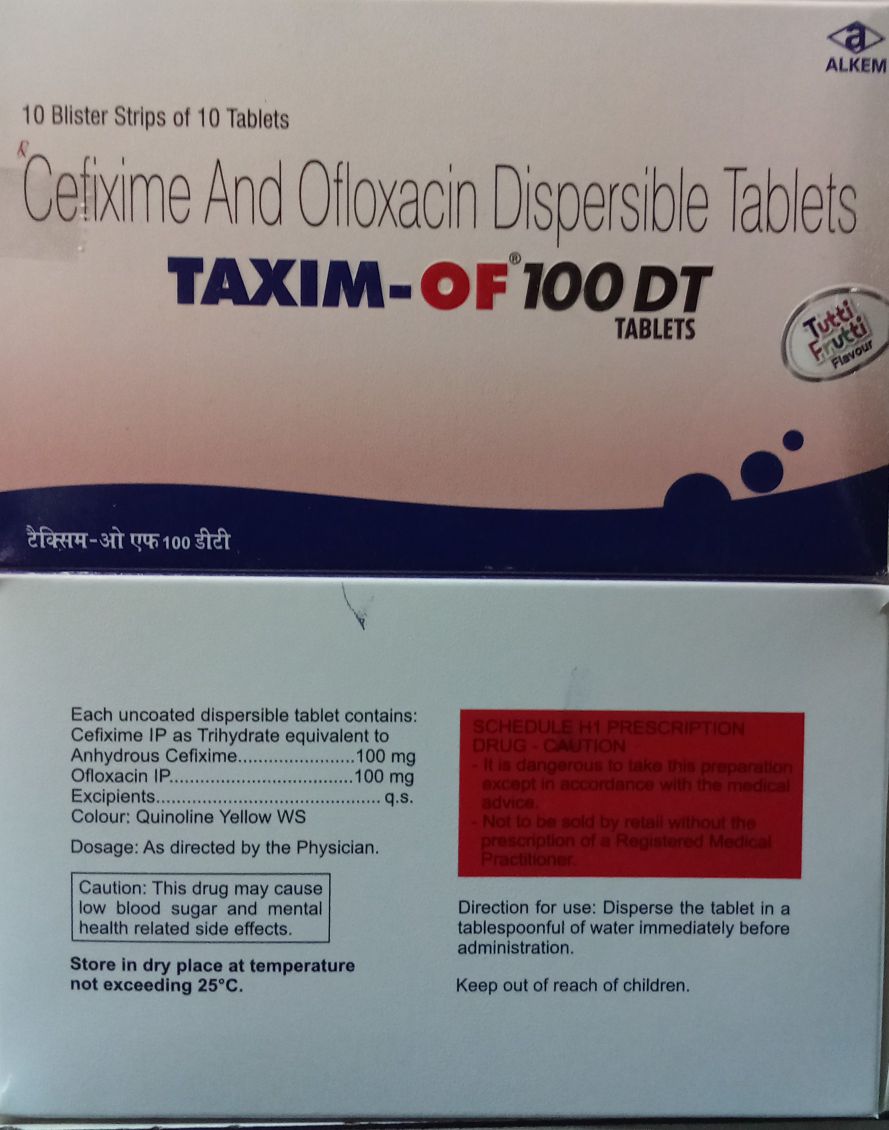 a
ALKEM
10 Blister Strips of 10 Tablets
Rx
Cefixime And Ofloxacin Dispersible Tablets
TAXIM-OF® 100 DT
TABLETS
Tutti
Frutti
Flavour
टैक्सिम-ओ एफ 100 डीटी
Each uncoated dispersible tablet contains:
Cefixime IP as Trihydrate equivalent to
Anhydrous Cefixime......................100 mg
Ofloxacin IP...................................100 mg
Excipients.......................................... q.s.
Colour: Quinoline Yellow WS
Dosage: As directed by the Physician.
Caution: This drug may cause
low blood sugar and mental
health related side effects.
Store in dry place at temperature
not exceeding 25°C.
SCHEDULE H1 PRESCRIPTION
DRUG - CAUTION
- It is dangerous to take this preparation
except in accordance with the medical
advice.
- Not to be sold by retail without the
prescription of a Registered Medical
Practitioner.
Direction for use: Disperse the tablet in a
tablespoonful of water immediately before
administration.
Keep out of reach of children.